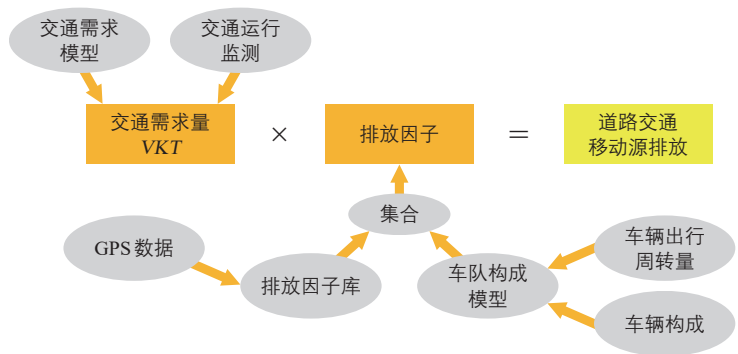 交通需求
模型
交通运行
监测
交通需求量
VKT
×
排放因子
=
道路交通
移动源排放
集合
GPS数据
排放因子库
车队构成
模型
车辆出行
周转量
车辆构成